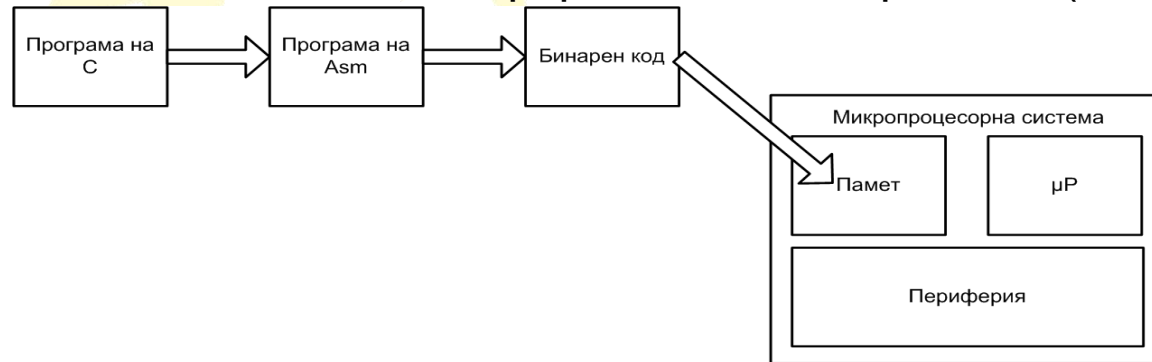 Програма на
C
Програма на
Asm
Бинарен код
Микропроцесорна система
Памет
µP
Периферия